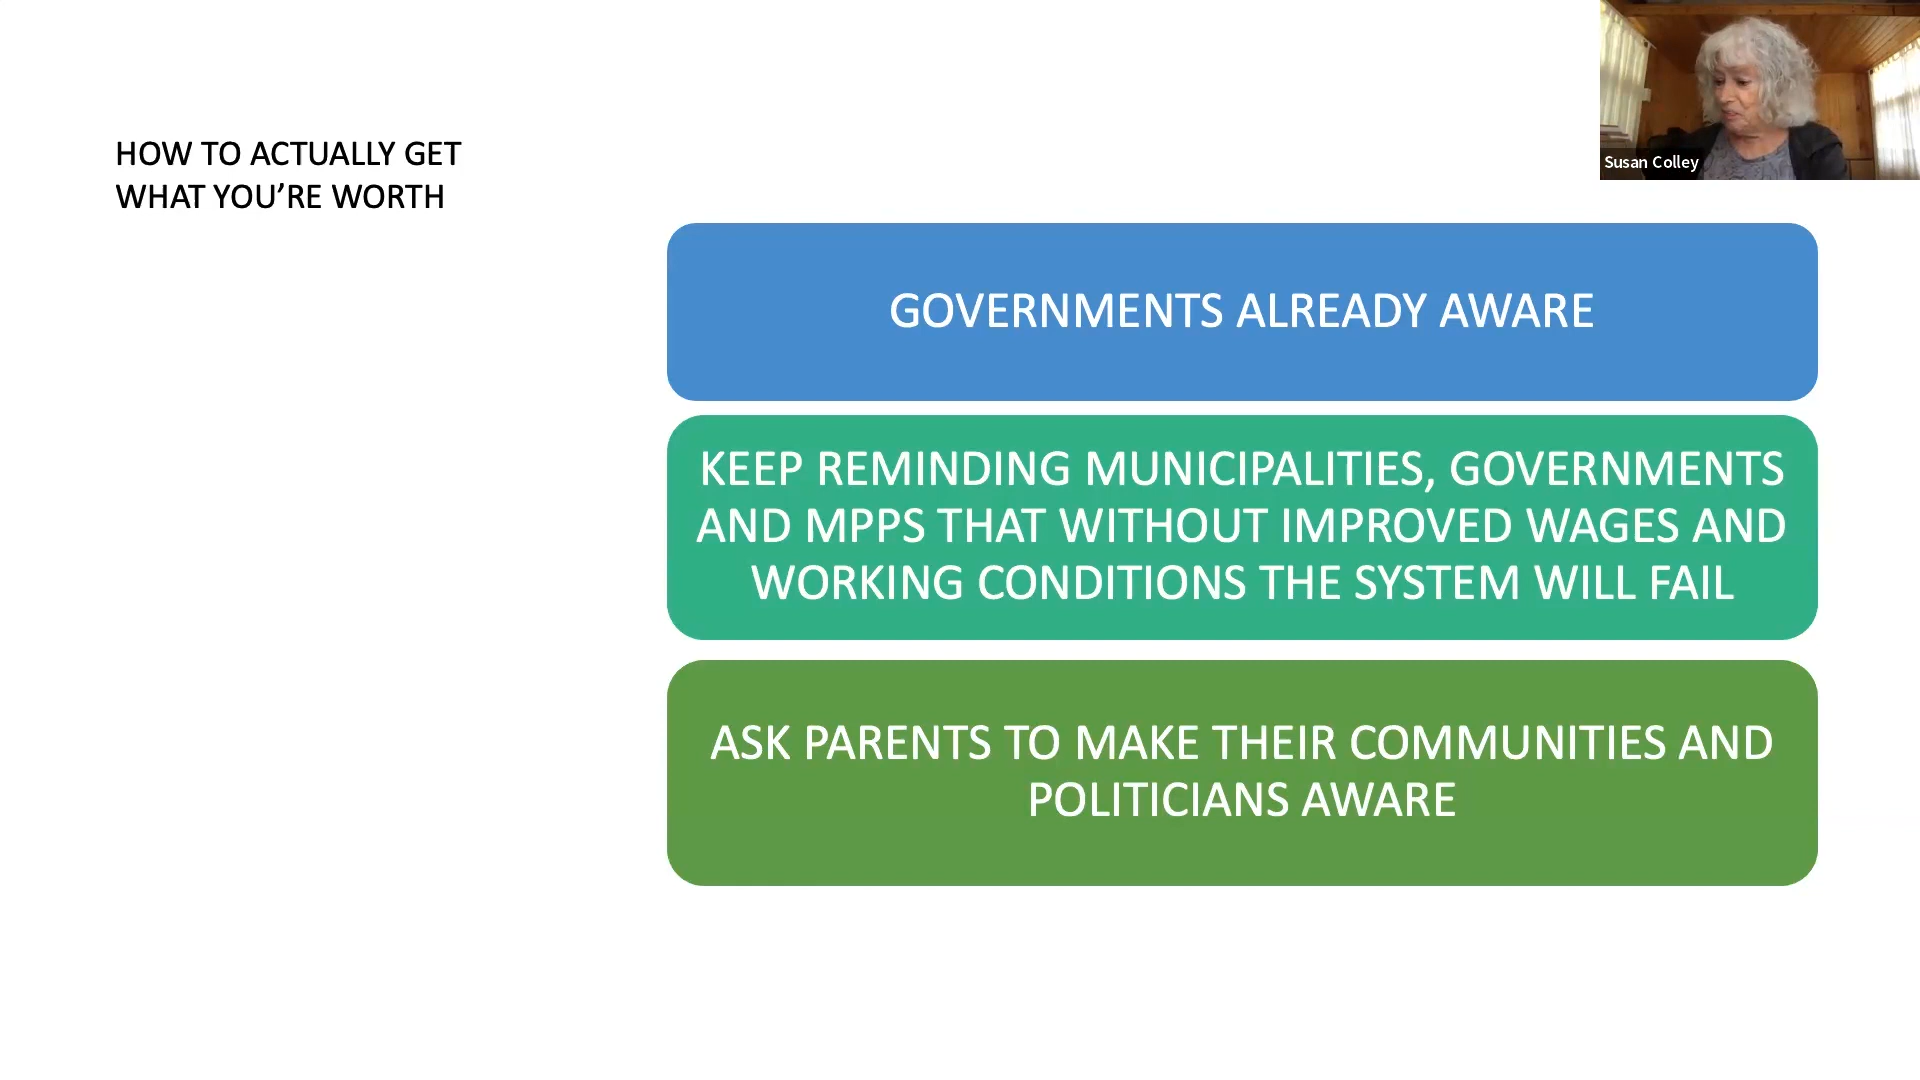 HOW TO ACTUALLY GET
WHAT YOU’RE WORTH
Susan Colley
GOVERNMENTS ALREADY AWARE
KEEP REMINDING MUNICIPALITIES, GOVERNMENTS
AND MPPS THAT WITHOUT IMPROVED WAGES AND
WORKING CONDITIONS THE SYSTEM WILL FAIL
ASK PARENTS TO MAKE THEIR COMMUNITIES AND
POLITICIANS AWARE